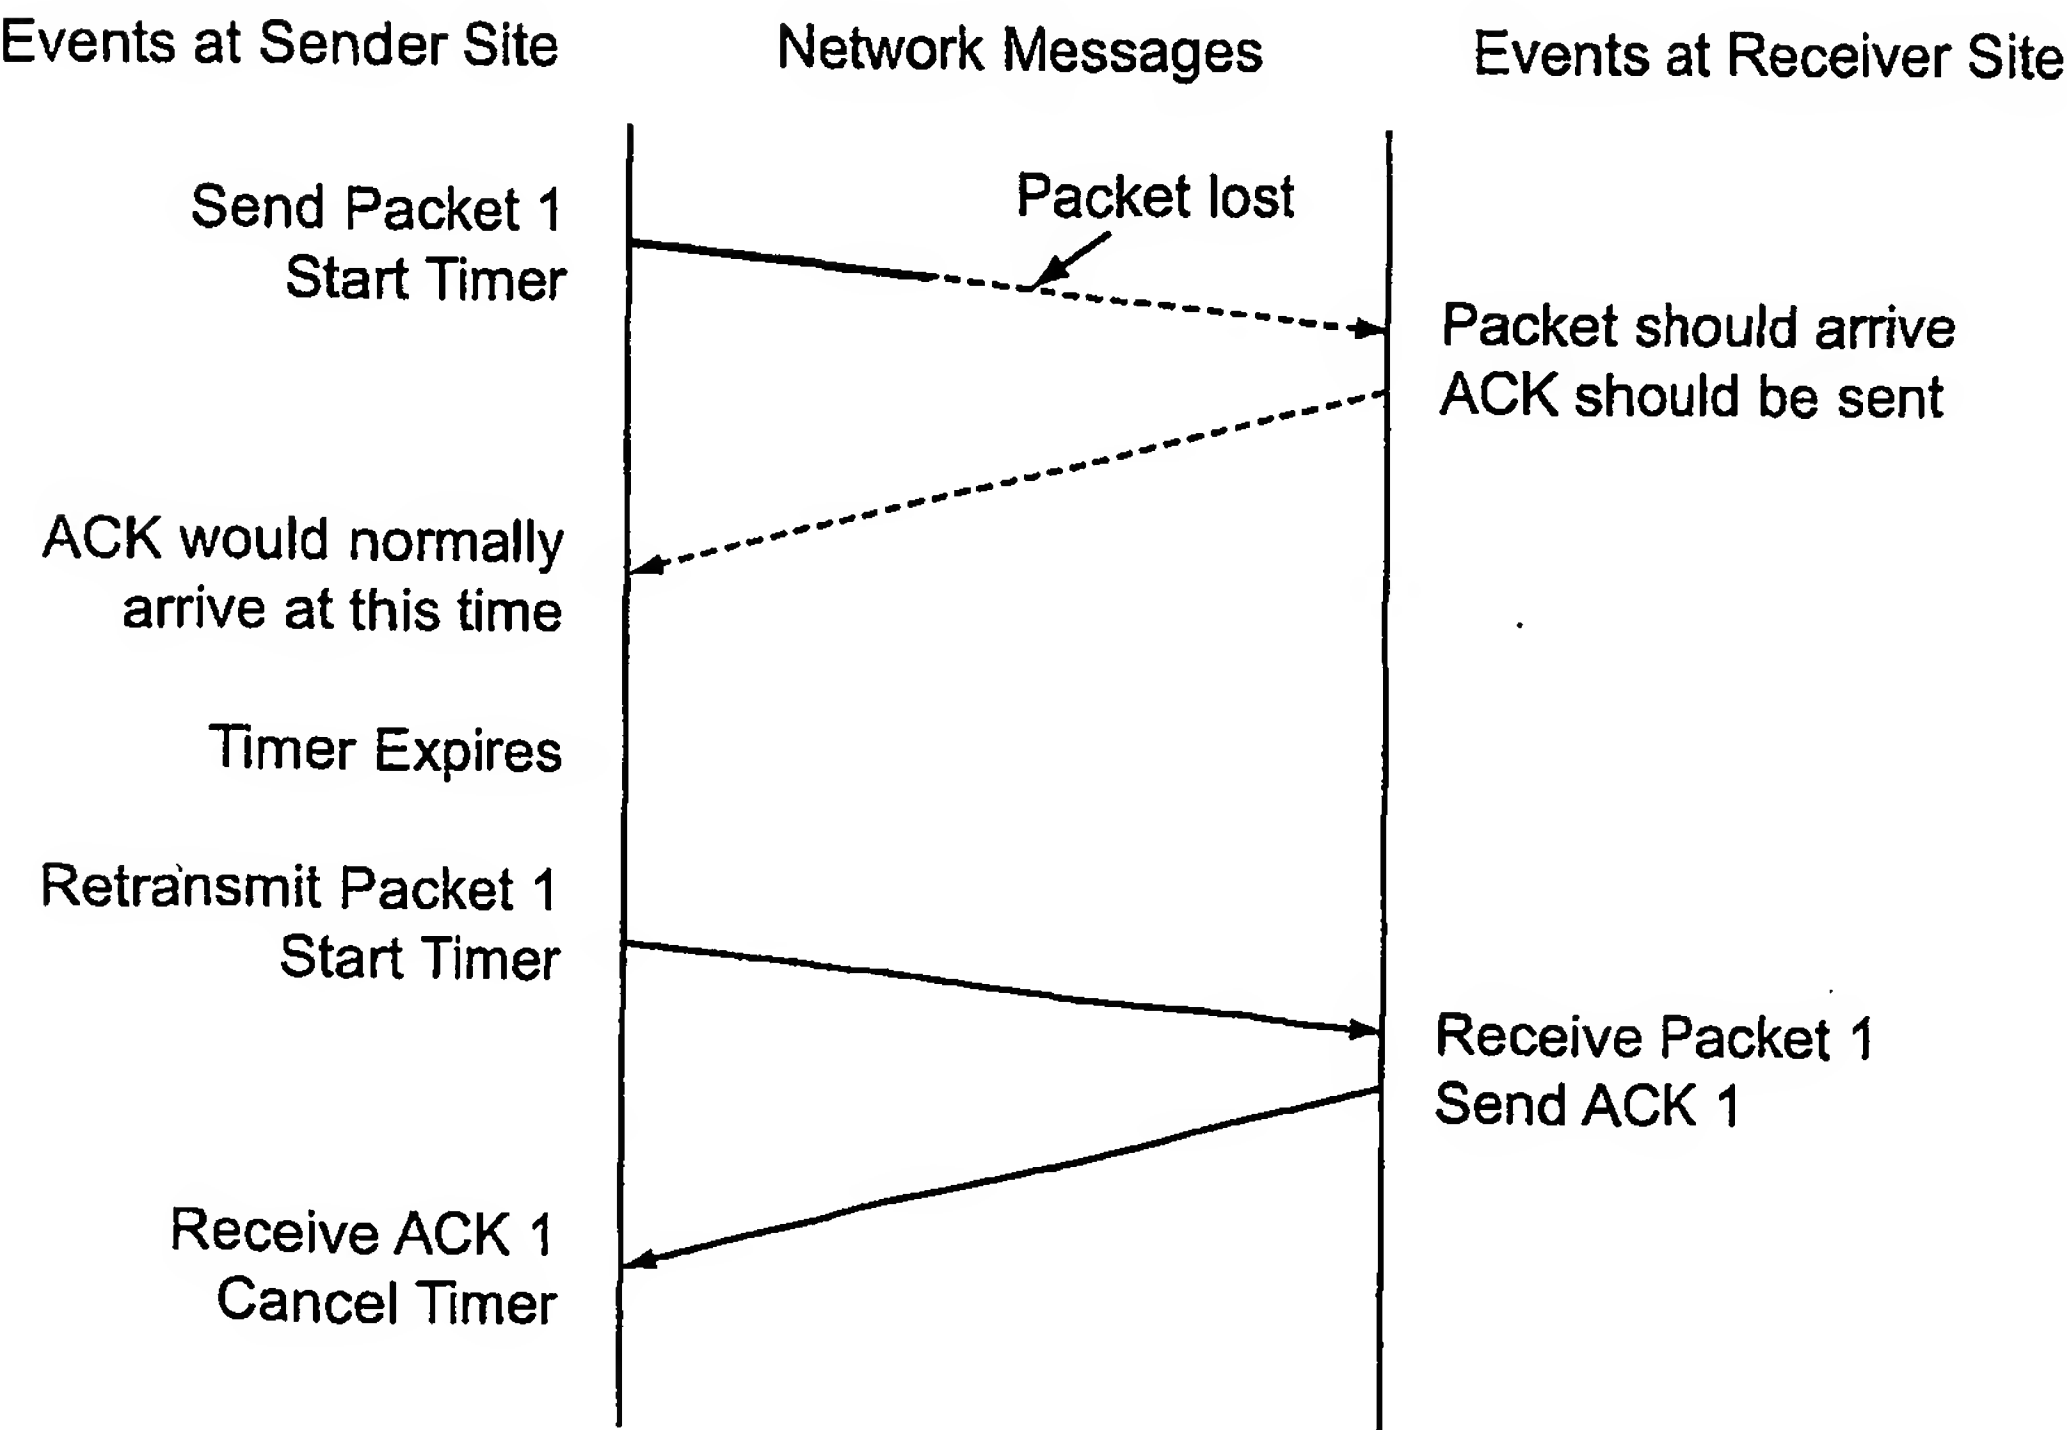 Events at Sender Site
Network Messages
Events at Receiver Site
Send Packet 1
Start Timer
Packet lost
Packet should arrive
ACK should be sent
ACK would normally
arrive at this time
Timer Expires
Retransmit Packet 1
Start Timer
Receive Packet 1
Send ACK 1
Receive ACK 1
Cancel Timer